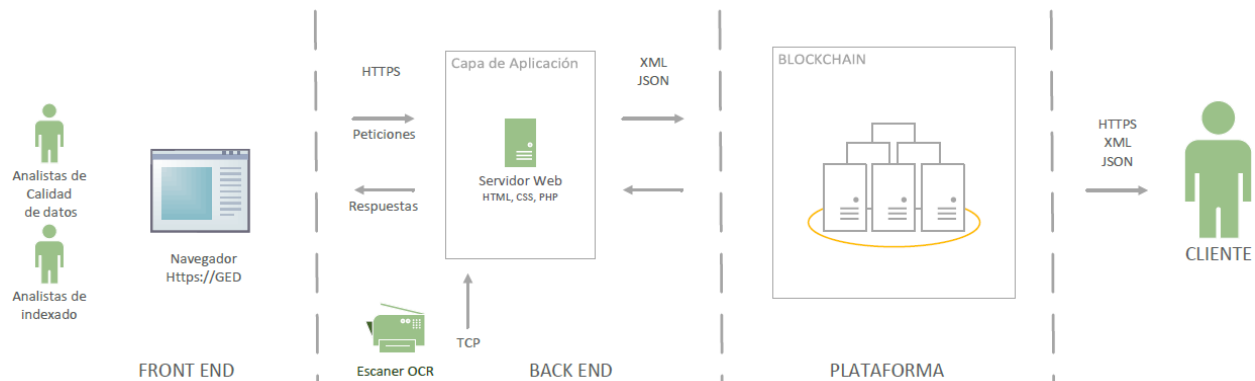 Analistas de
Calidad
de datos
Analistas de
indexado
Navegador
Https://GED
FRONT END
HTTPS
Peticiones
Respuestas
Capa de Aplicación
Servidor Web
HTML, CSS, PHP
XML
JSON
TCP
Escaner OCR
BACK END
BLOCKCHAIN
PLATAFORMA
HTTPS
XML
JSON
CLIENTE